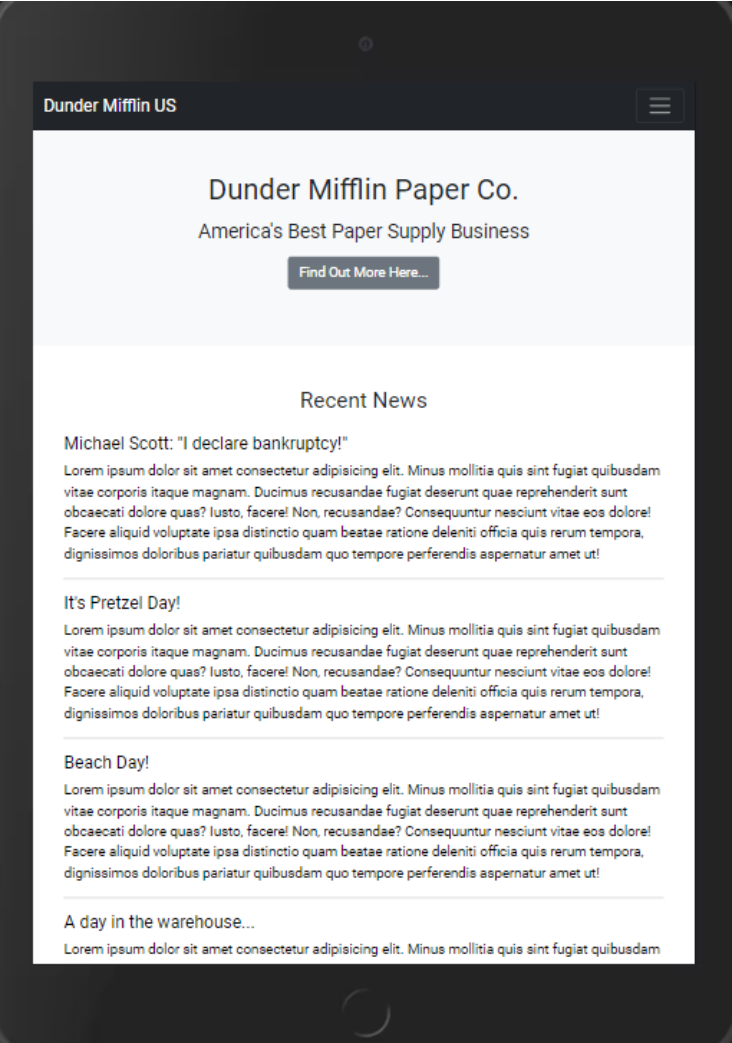 Dunder Mifflin US
Dunder Mifflin Paper Co.
America's Best Paper Supply Business
Find Out More Here...
Recent News
Michael Scott: "I declare bankruptcy!"
Lorem ipsum dolor sit amet consectetur adipisicing elit. Minus mollitia quis sint fugiat quibusdam
vitae corporis itaque magnam. Ducimus recusandae fugiat deserunt quae reprehenderit sunt
obcaecati dolore quas? Iusto, facere! Non, recusandae? Consequuntur nesciunt vitae eos dolore!
Facere aliquid voluptate ipsa distinctio quam beatae ratione deleniti officia quis rerum tempora,
dignissimos doloribus pariatur quibusdam quo tempore perferendis aspernatur amet ut!
It's Pretzel Day!
Lorem ipsum dolor sit amet consectetur adipisicing elit. Minus mollitia quis sint fugiat quibusdam
vitae corporis itaque magnam. Ducimus recusandae fugiat deserunt quae reprehenderit sunt
obcaecati dolore quas? Iusto, facere! Non, recusandae? Consequuntur nesciunt vitae eos dolore!
Facere aliquid voluptate ipsa distinctio quam beatae ratione deleniti officia quis rerum tempora,
dignissimos doloribus pariatur quibusdam quo tempore perferendis aspernatur amet ut!
Beach Day!
Lorem ipsum dolor sit amet consectetur adipisicing elit. Minus mollitia quis sint fugiat quibusdam
vitae corporis itaque magnam. Ducimus recusandae fugiat deserunt quae reprehenderit sunt
obcaecati dolore quas? Iusto, facere! Non, recusandae? Consequuntur nesciunt vitae eos dolore!
Facere aliquid voluptate ipsa distinctio quam beatae ratione deleniti officia quis rerum tempora,
dignissimos doloribus pariatur quibusdam quo tempore perferendis aspernatur amet ut!
A day in the warehouse...
Lorem ipsum dolor sit amet consectetur adipisicing elit. Minus mollitia quis sint fugiat quibusdam